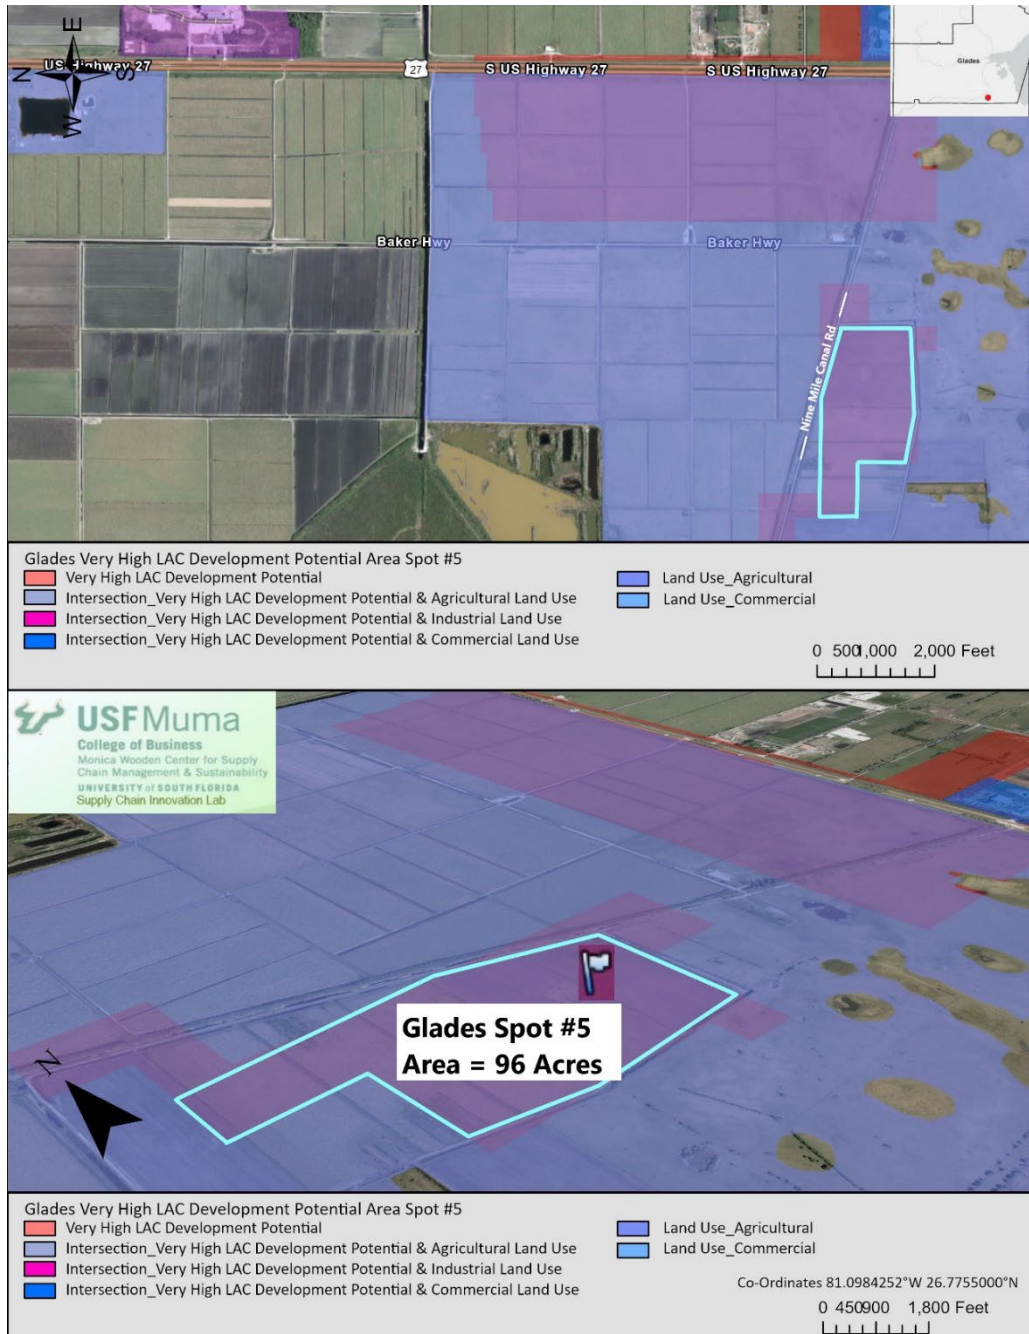 E
N
S
W
US Highway 27
27
S US Highway 27
S US Highway 27
Glades
Baker Hwy
Baker Hwy
Nine Mile Canal Rd
Glades Very High LAC Development Potential Area Spot #5
Very High LAC Development Potential
Intersection_Very High LAC Development Potential & Agricultural Land Use
Intersection_Very High LAC Development Potential & Industrial Land Use
Intersection_Very High LAC Development Potential & Commercial Land Use
Land Use_Agricultural
Land Use_Commercial
0 500 1,000 2,000 Feet
USF Muma
College of Business
Monica Wooden Center for Supply
Chain Management & Sustainability
UNIVERSITY of SOUTH FLORIDA
Supply Chain Innovation Lab
Glades Spot #5
Area = 96 Acres
N
Glades Very High LAC Development Potential Area Spot #5
Very High LAC Development Potential
Intersection_Very High LAC Development Potential & Agricultural Land Use
Intersection_Very High LAC Development Potential & Industrial Land Use
Intersection_Very High LAC Development Potential & Commercial Land Use
Land Use_Agricultural
Land Use_Commercial
Co-Ordinates 81.0984252°W 26.7755000°N
0 450900 1,800 Feet